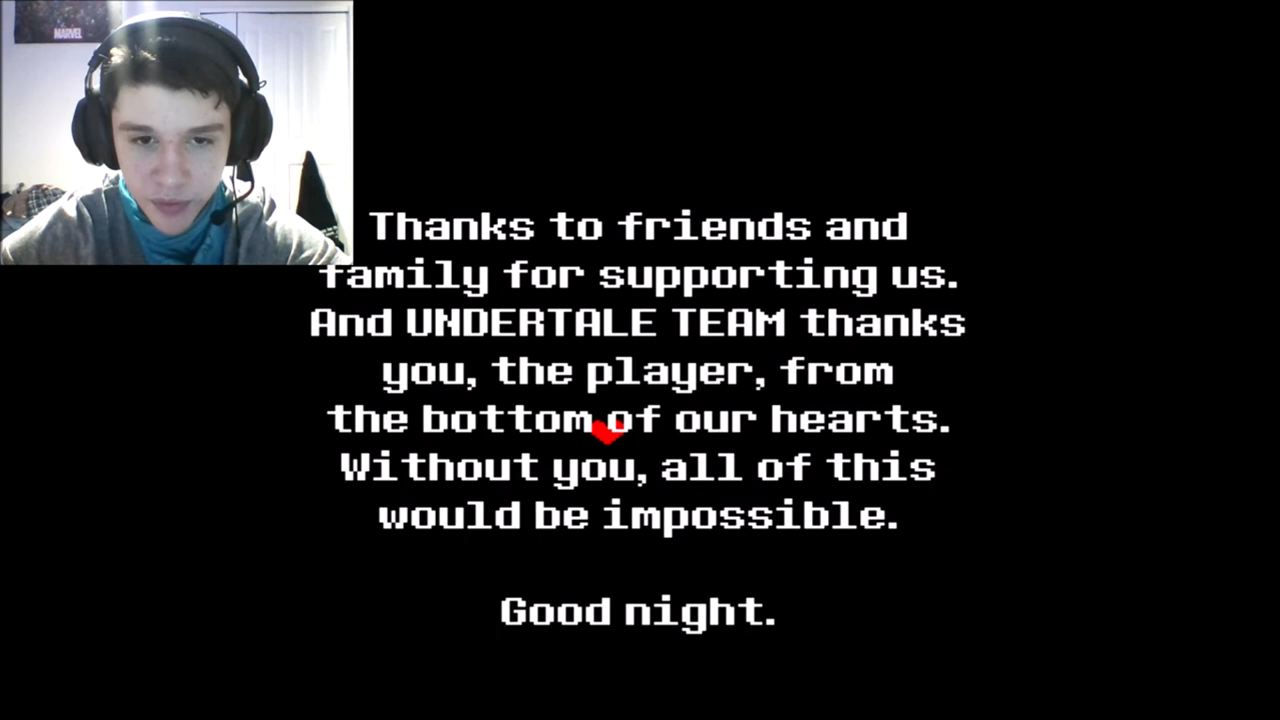 MARVEL
Thanks to friends and
family for supporting us.
And UNDERTALE TEAM thanks
you, the player, from
the bottom of our hearts.
Without you, all of this
would be impossible.
Good night.